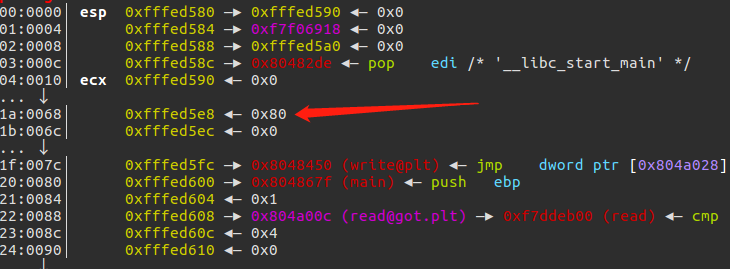 00:0000│ esp 0xfffed580 —▸ 0xfffed590 ◂— 0x0
01:0004│ 0xfffed584 —▸ 0xf7f06918 ◂— 0x0
02:0008│ 0xfffed588 —▸ 0xfffed5a0 ◂— 0x0
03:000c│ 0xfffed58c —▸ 0x80482de ◂— pop edi /* '__libc_start_main' */
04:0010│ ecx 0xfffed590 ◂— 0x0
... ↓
1a:0068│ 0xfffed5e8 ◂— 0x80
1b:006c│ 0xfffed5ec ◂— 0x0
... ↓
1f:007c│ 0xfffed5fc —▸ 0x8048450 (write@plt) ◂— jmp dword ptr [0x804a028]
20:0080│ 0xfffed600 —▸ 0x804867f (main) ◂— push ebp
21:0084│ 0xfffed604 ◂— 0x1
22:0088│ 0xfffed608 —▸ 0x804a00c (read@got.plt) —▸ 0xf7ddeb00 (read) ◂— cmp
23:008c│ 0xfffed60c ◂— 0x4
24:0090│ 0xfffed610 ◂— 0x0